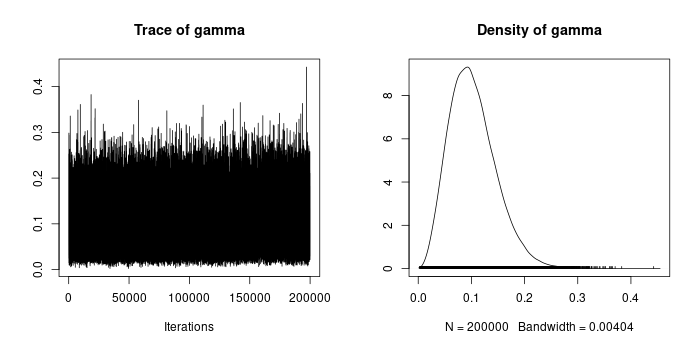 Trace of gamma
0.4
0.3
0.2
0.1
0.0
0 50000 100000 150000 200000
Iterations
Density of gamma
8
6
4
2
0
0.0 0.1 0.2 0.3 0.4
N = 200000 Bandwidth = 0.00404